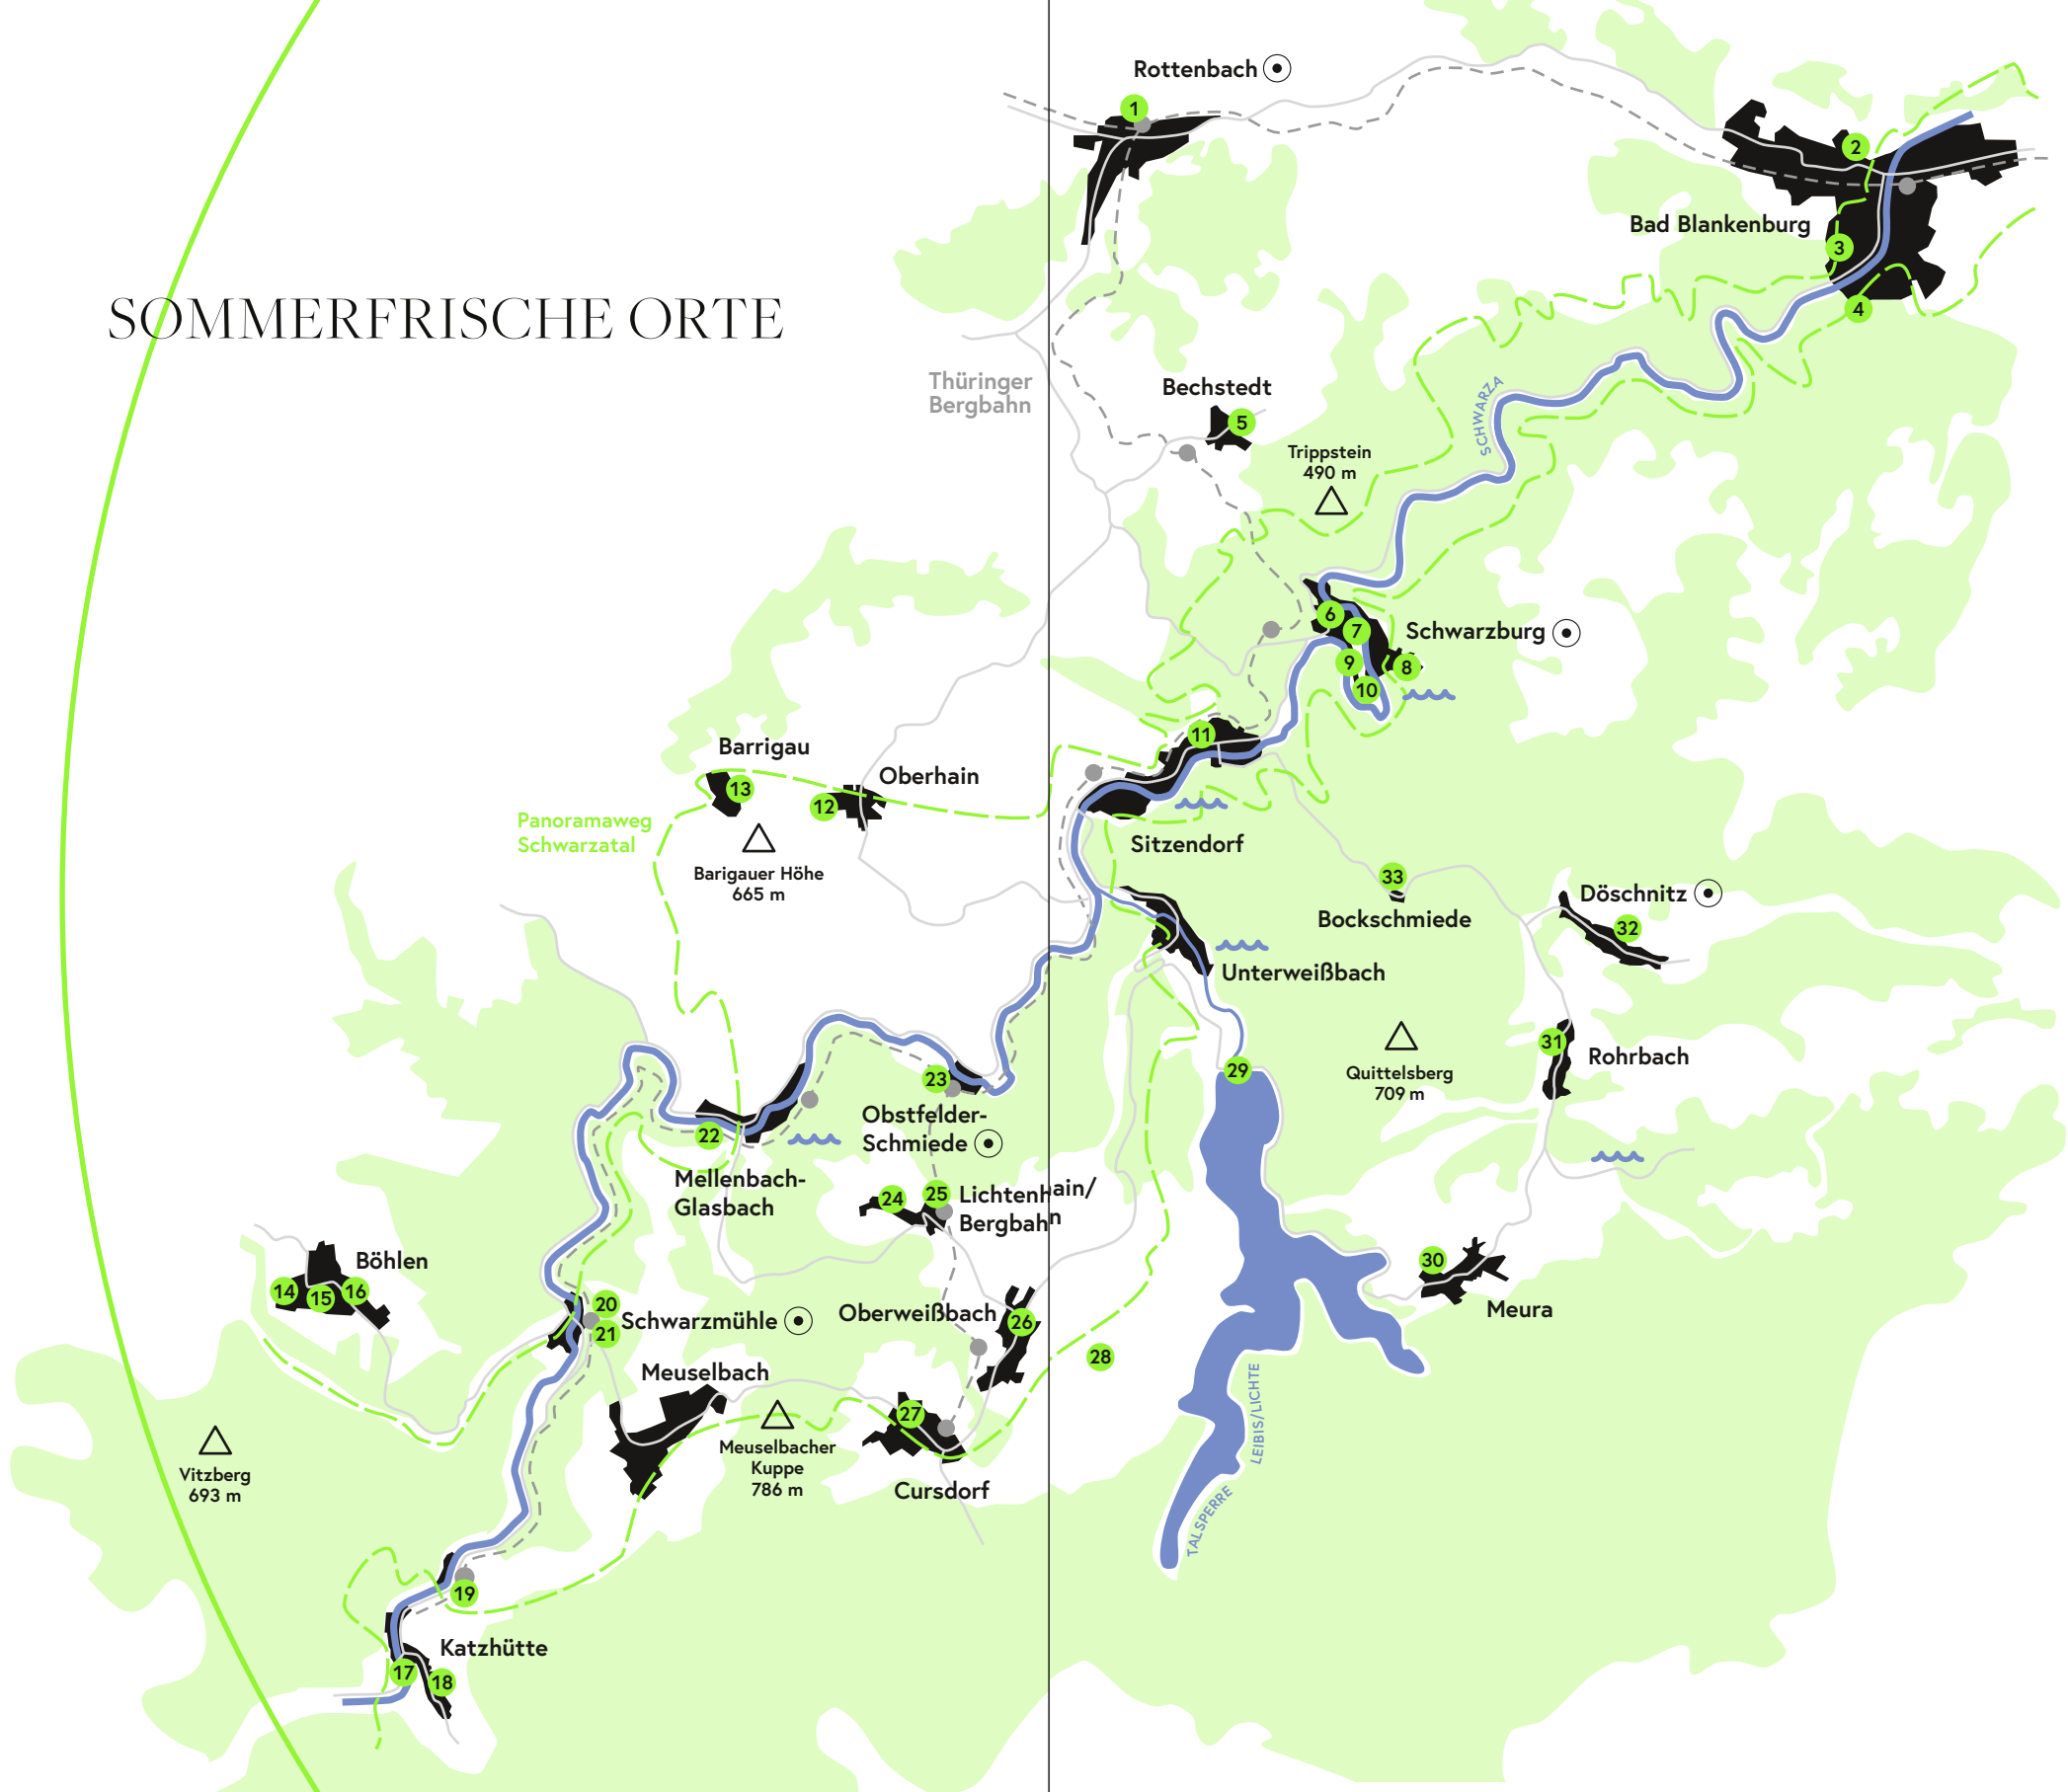 SOMMERFRISCHE ORTE
Rottenbach
1
2
Bad Blankenburg
3
4
Thüringer
Bergbahn
Bechstedt
5
SCHWARZA
Trippstein
490 m
6
7
Schwarzburg
8
9
10
11
Sitzendorf
Barrigau
13
Oberhain
12
Panoramaweg
Schwarzatal
Barigauer Höhe
665 m
33
Bockschmiede
Döschnitz
32
Unterweißbach
29
Quittelsberg
709 m
31
Rohrbach
23
Obstfelder-
Schmiede
22
Mellenbach-
Glasbach
24
25
Lichtenhain/
Bergbahn
Böhlen
14
15
16
20
21
Schwarzmühle
Oberweißbach
26
28
30
Meura
Meuselbach
27
Meuselbacher
Kuppe
786 m
Cursdorf
Vitzberg
693 m
TALSPERRE
LEIBIS/LICHTE
19
Katzhütte
17
18